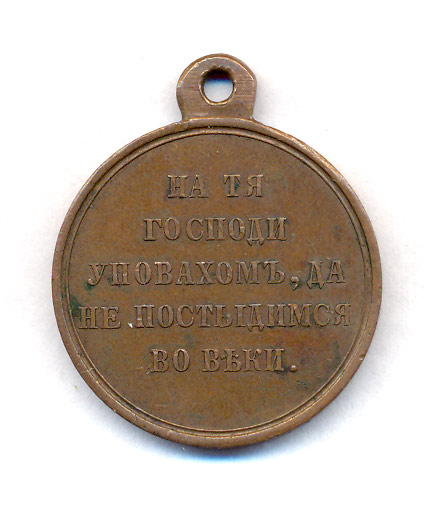 НА ТЯ
ГОСПОДИ
УПОВАХОМЪ, ДА
НЕ ПОСТЫДИМСЯ
ВО ВѢКИ.